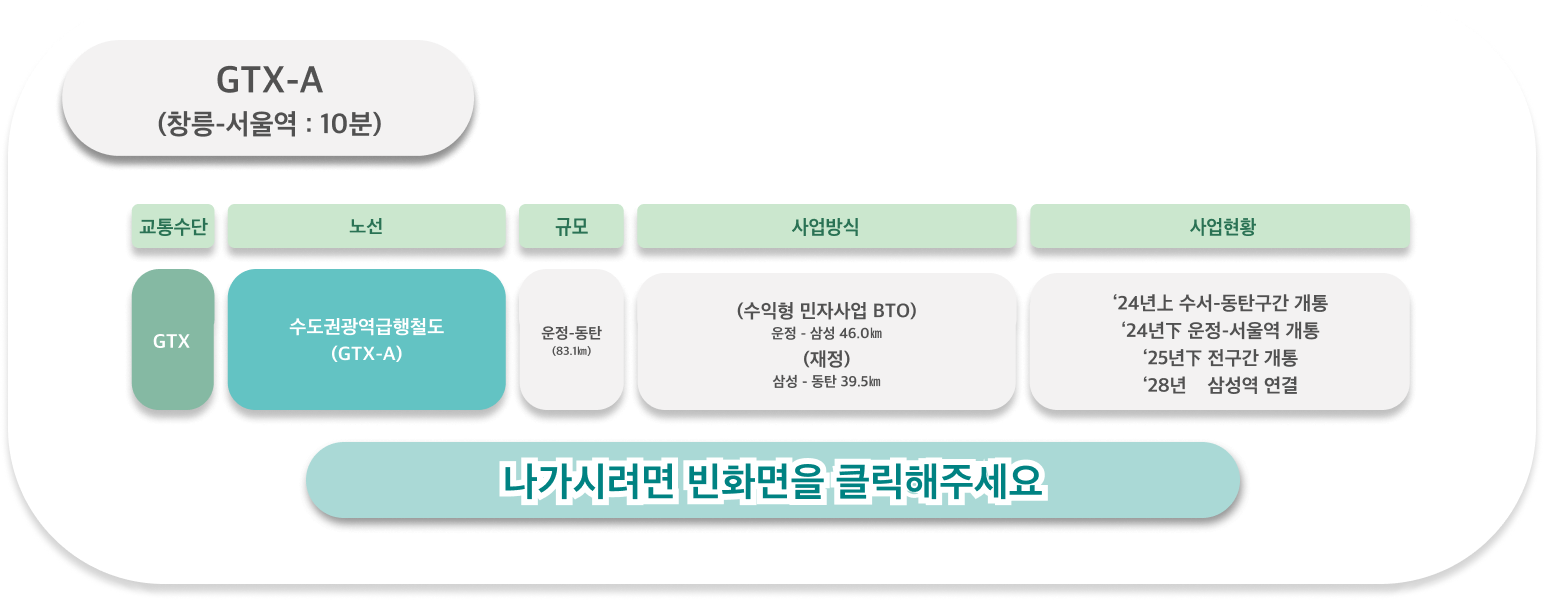 GTX-A
(창릉-서울역 : 10분)
교통수단
노선
규모
사업방식
사업현황
GTX
수도권광역급행철도
(GTX-A)
운정-동탄
(83.1㎞)
(수익형 민자사업 BTO)
운정 - 삼성 46.0㎞
(재정)
삼성 - 동탄 39.5㎞
‘24년上 수서-동탄구간 개통
‘24년下 운정-서울역 개통
‘25년下 전구간 개통
‘28년 삼성역 연결
나가시려면 빈화면을 클릭해주세요